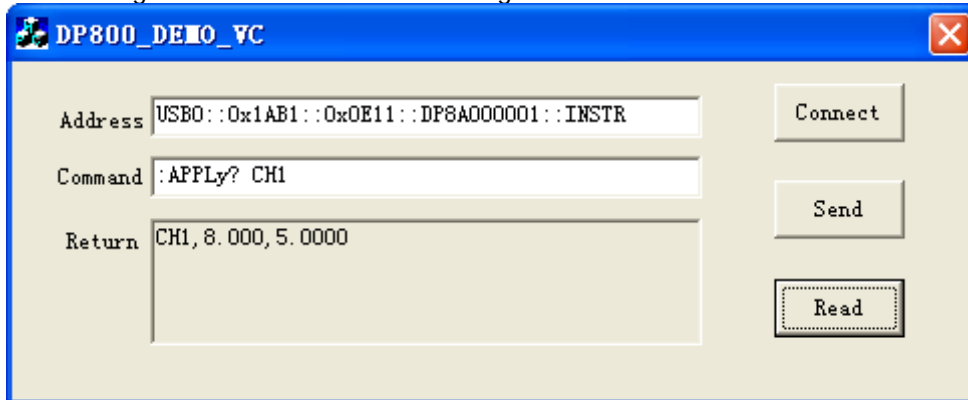 DP800_DEMO_VC
Address USB0::0x1AB1::0x0E11::DP8A000001::INSTR Connect
Command :APPLy? CH1
Send
Return CH1,8.000,5.0000
Read